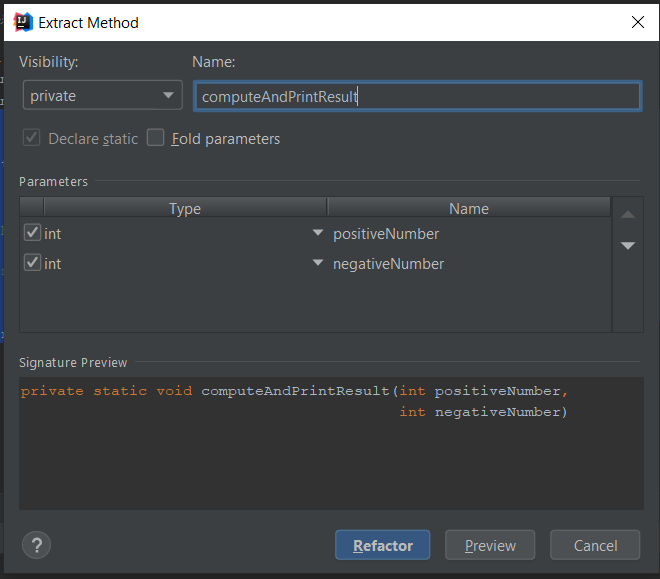 Extract Method
Visibility:
Name:
private
computeAndPrintResult
Declare static
Fold parameters
Parameters
Type Name
int positiveNumber
int negativeNumber
Signature Preview
private static void computeAndPrintResult(int positiveNumber,
int negativeNumber)
? Refactor Preview Cancel